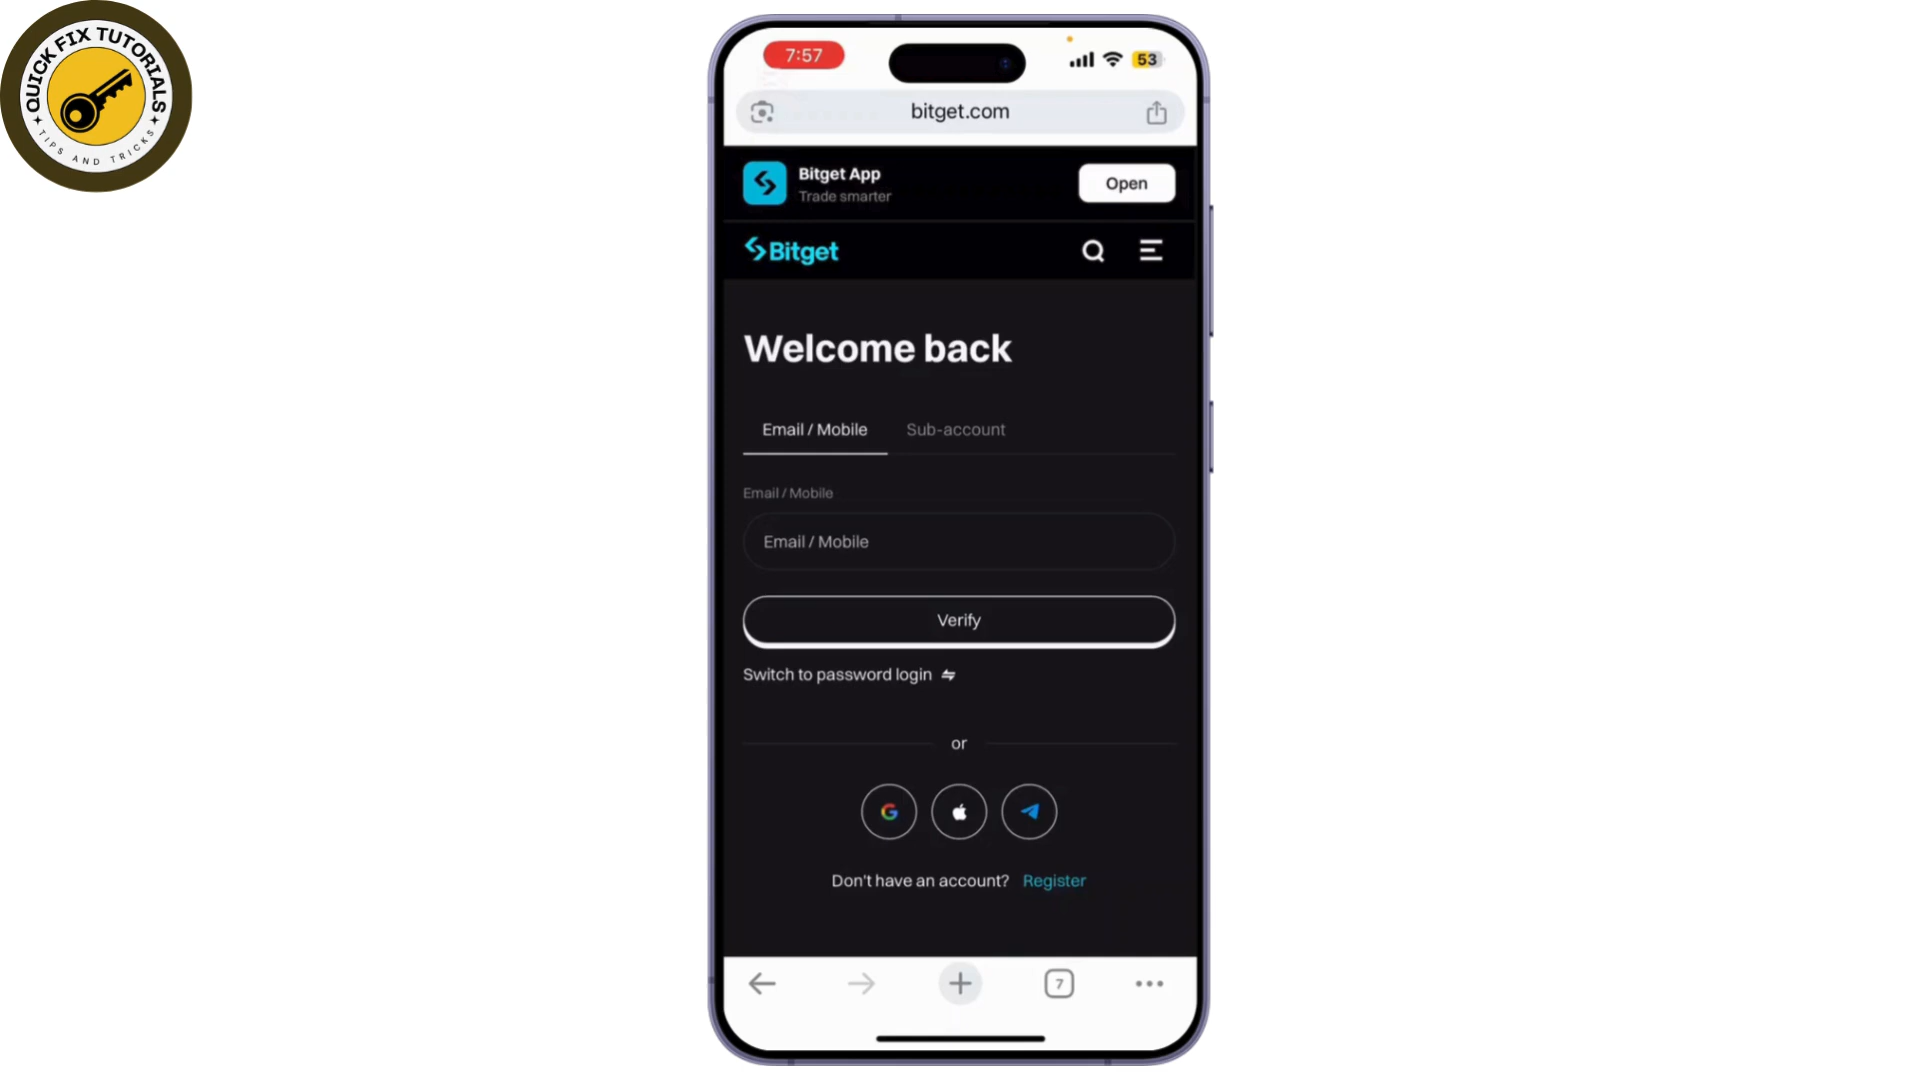 QUICK FIX TUTORIALS
TIPS AND TRICKS
7:57
53
bitget.com
Bitget App
Trade smarter
Open
Bitget
Welcome back
Email / Mobile
Sub-account
Email / Mobile
Email / Mobile
Verify
Switch to password login
or
Don't have an account? Register
7